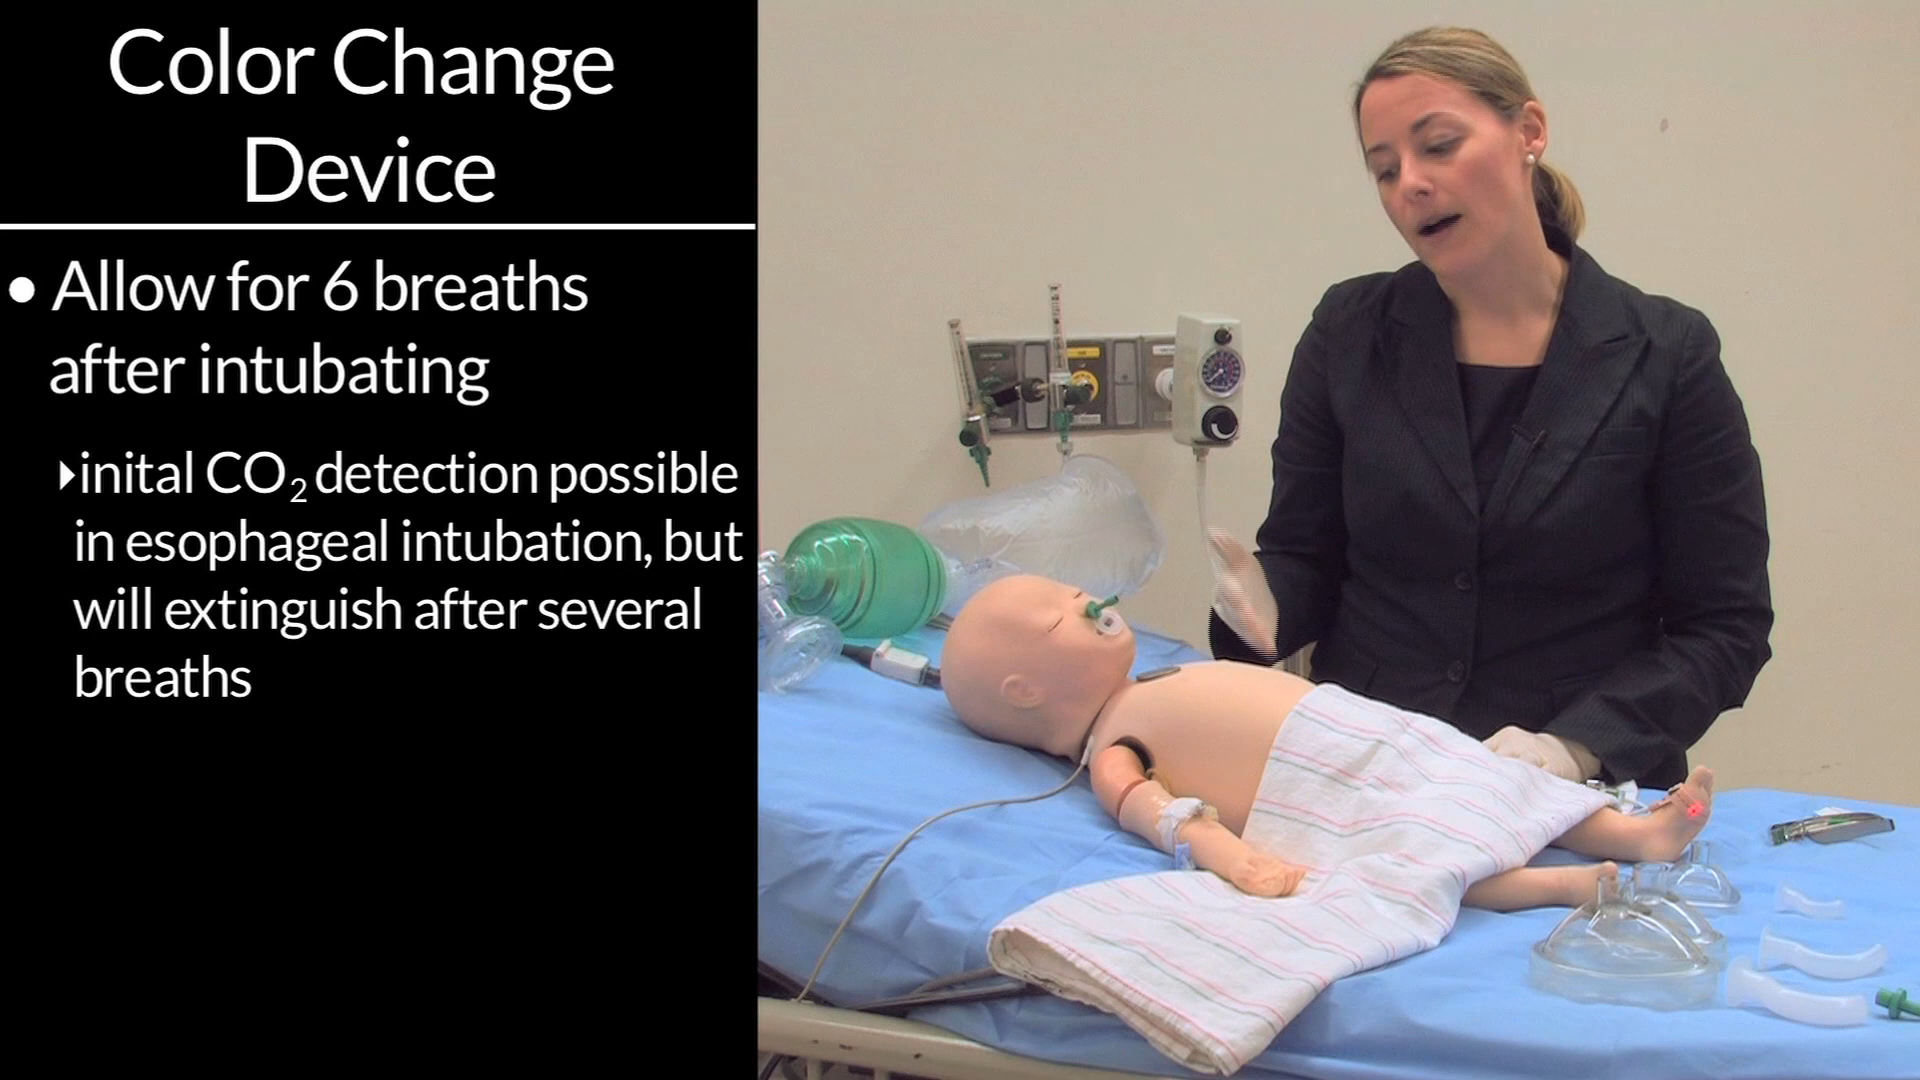 Color Change
Device
• Allow for 6 breaths
after intubating
‣inital CO₂ detection possible
in esophageal intubation, but
will extinguish after several
breaths